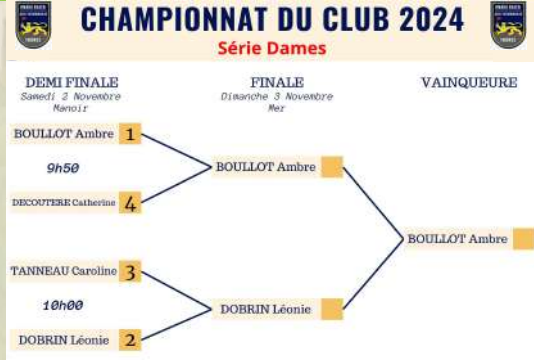 CHAMPIONNAT DU CLUB 2024
Série Dames
DEMI FINALE
Samedi 2 Novembre
Manoir
FINALE
Dimanche 3 Novembre
Mer
VAINQUEURE
BOULLOT Ambre 1
9h50
DECOUTERE Catherine 4
TANNEAU Caroline 3
10h00
DOBRIN Léonie 2
BOULLOT Ambre
DOBRIN Léonie
BOULLOT Ambre